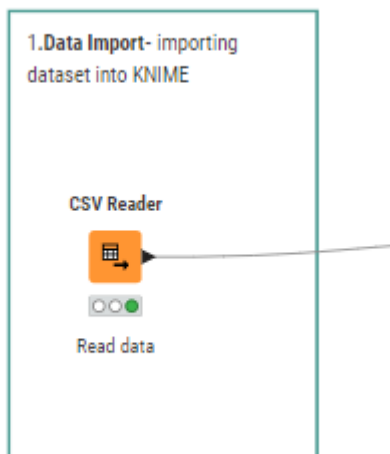 1.Data Import- importing
dataset into KNIME
CSV Reader
Read data